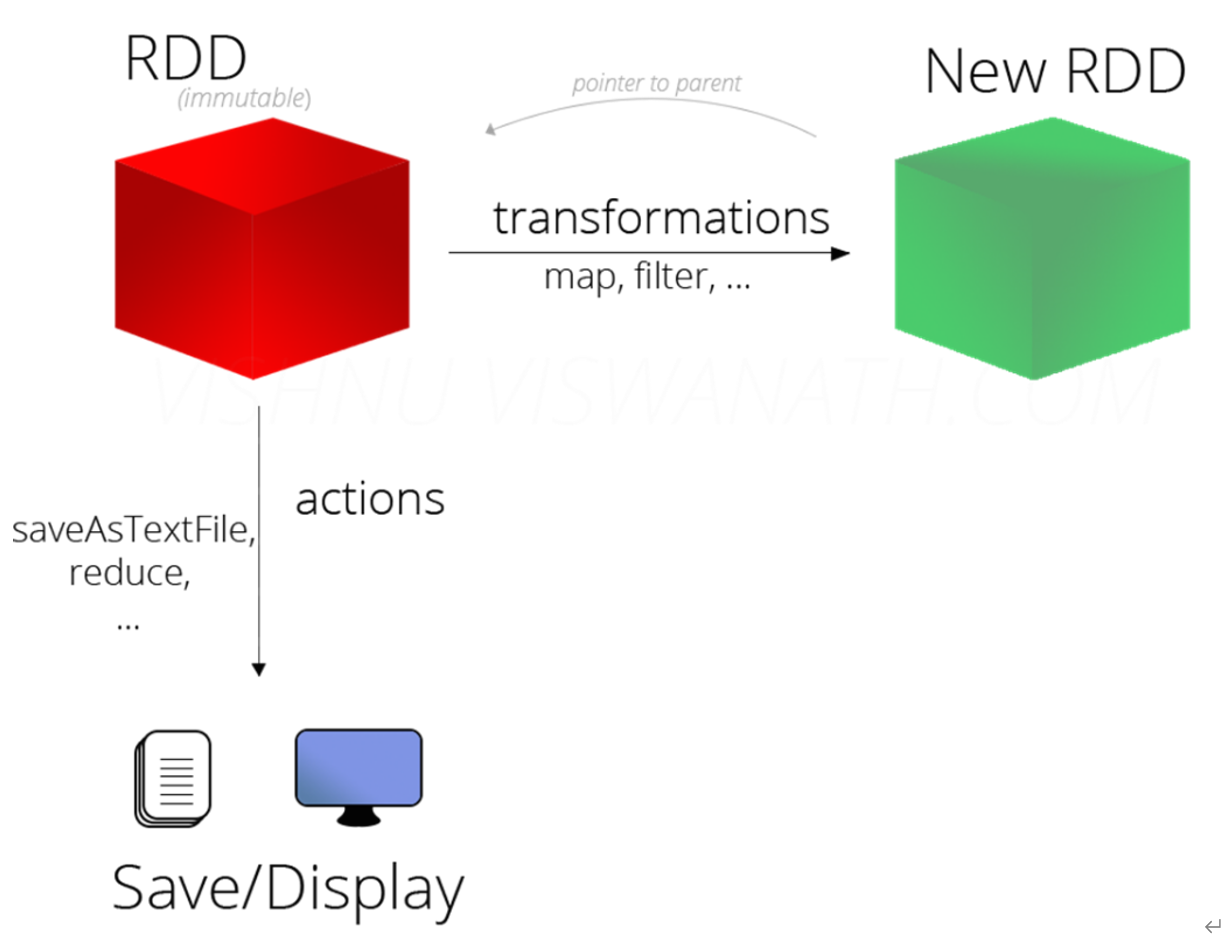 RDD
(immutable)
pointer to parent
New RDD
transformations
map, filter, ...
VISHNU VISWANATH.COM
actions
saveAsTextFile,
reduce,
...
Save/Display